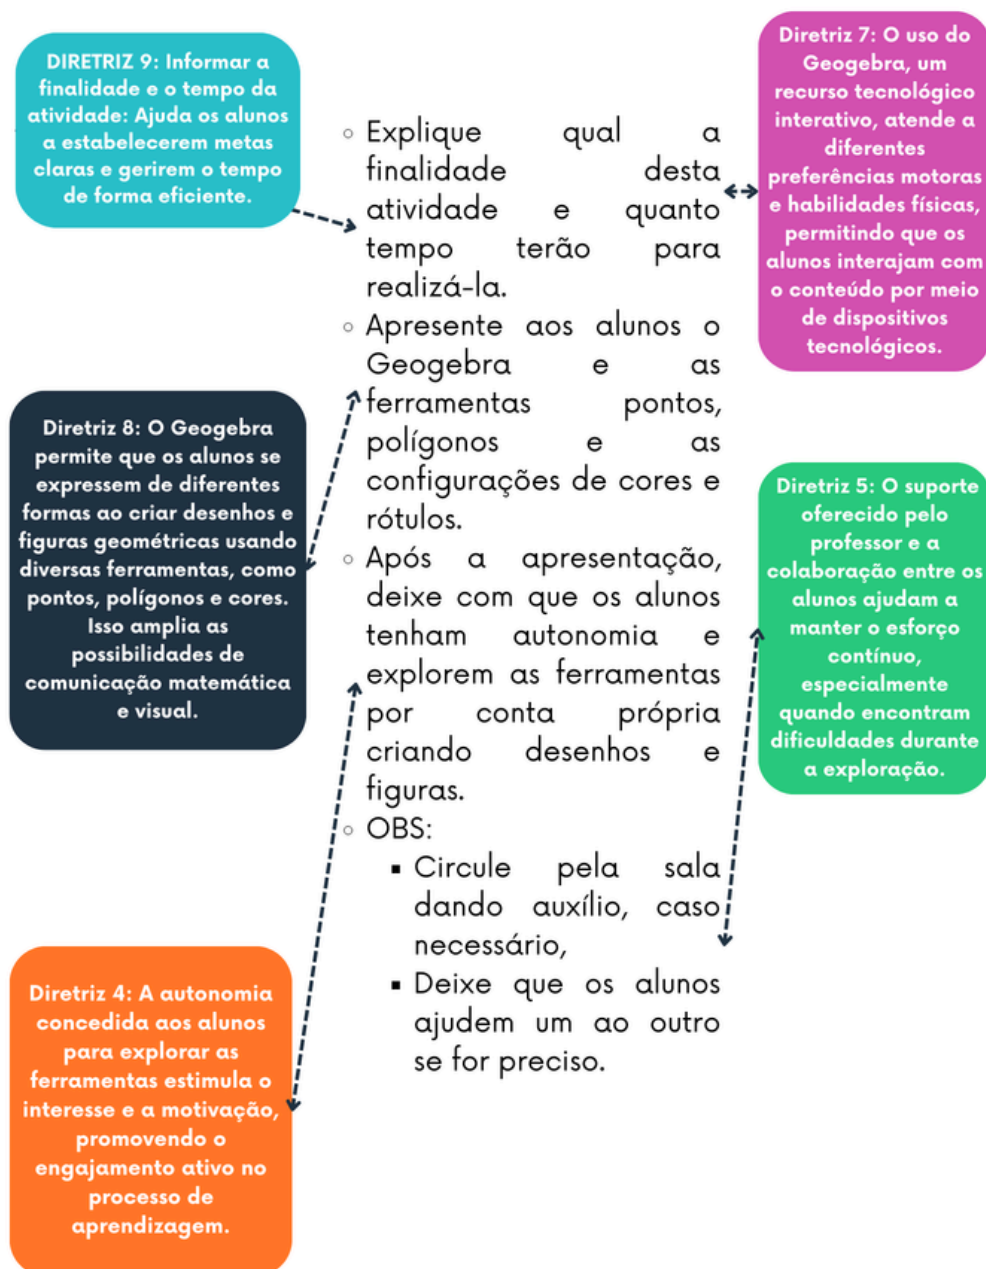 DIRETRIZ 9: Informar a
finalidade e o tempo da
atividade: Ajuda os alunos
a estabelecerem metas
claras e gerirem o tempo
de forma eficiente.
Diretriz 8: O Geogebra
permite que os alunos se
expressem de diferentes
formas ao criar desenhos e
figuras geométricas usando
diversas ferramentas, como
pontos, polígonos e cores.
Isso amplia as
possibilidades de
comunicação matemática
e visual.
Diretriz 4: A autonomia
concedida aos alunos
para explorar as
ferramentas estimula o
interesse e a motivação,
promovendo o
engajamento ativo no
processo de
aprendizagem.
Explique qual a
finalidade desta
atividade e quanto
tempo terão para
realizá-la.
Apresente aos alunos o
Geogebra e as
ferramentas pontos,
polígonos e as
configurações de cores e
rótulos.
Após a apresentação,
deixe com que os alunos
tenham autonomia e
explorem as ferramentas
por conta própria
criando desenhos e
figuras.
OBS:
Circule pela sala
dando auxílio, caso
necessário,
Deixe que os alunos
ajudem um ao outro
se for preciso.
Diretriz 7: O uso do
Geogebra, um
recurso tecnológico
interativo, atende a
diferentes
preferências motoras
e habilidades físicas,
permitindo que os
alunos interajam com
o conteúdo por meio
de dispositivos
tecnológicos.
Diretriz 5: O suporte
oferecido pelo
professor e a
colaboração entre os
alunos ajudam a
manter o esforço
contínuo,
especialmente
quando encontram
dificuldades durante
a exploração.